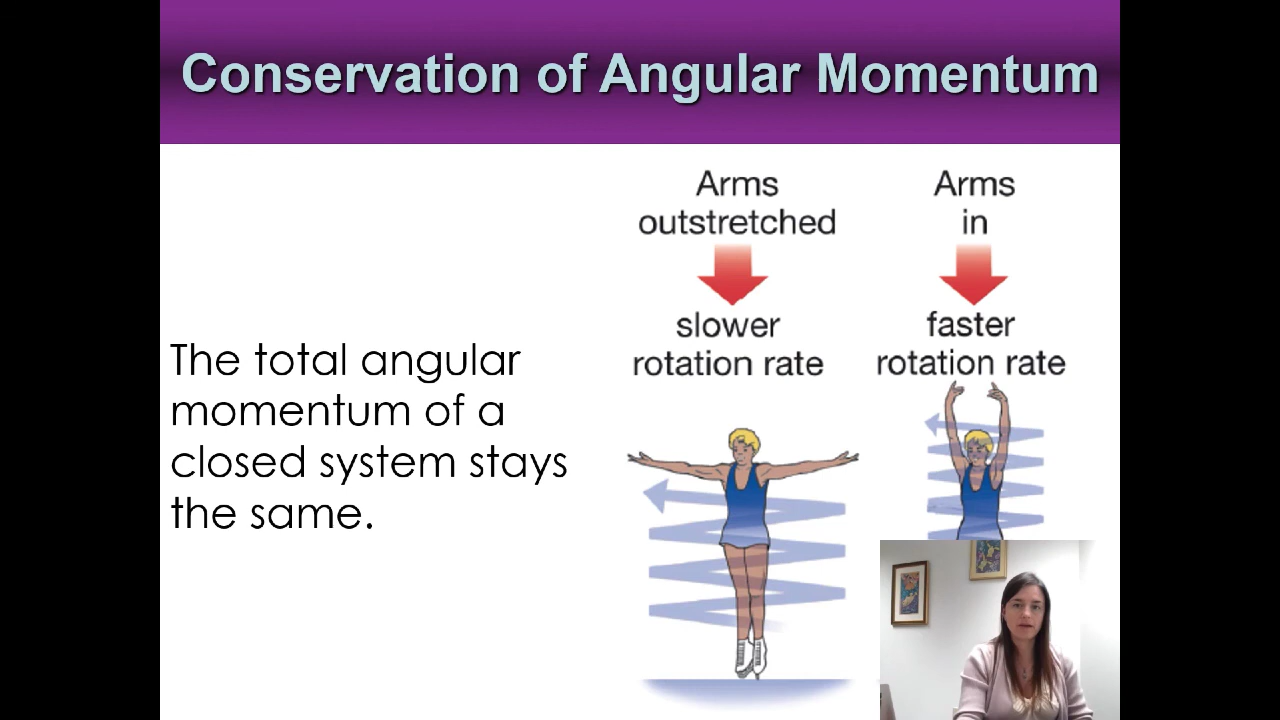 Conservation of Angular Momentum
The total angular
momentum of a
closed system stays
the same.
Arms
outstretched
slower
rotation rate
Arms
in
faster
rotation rate